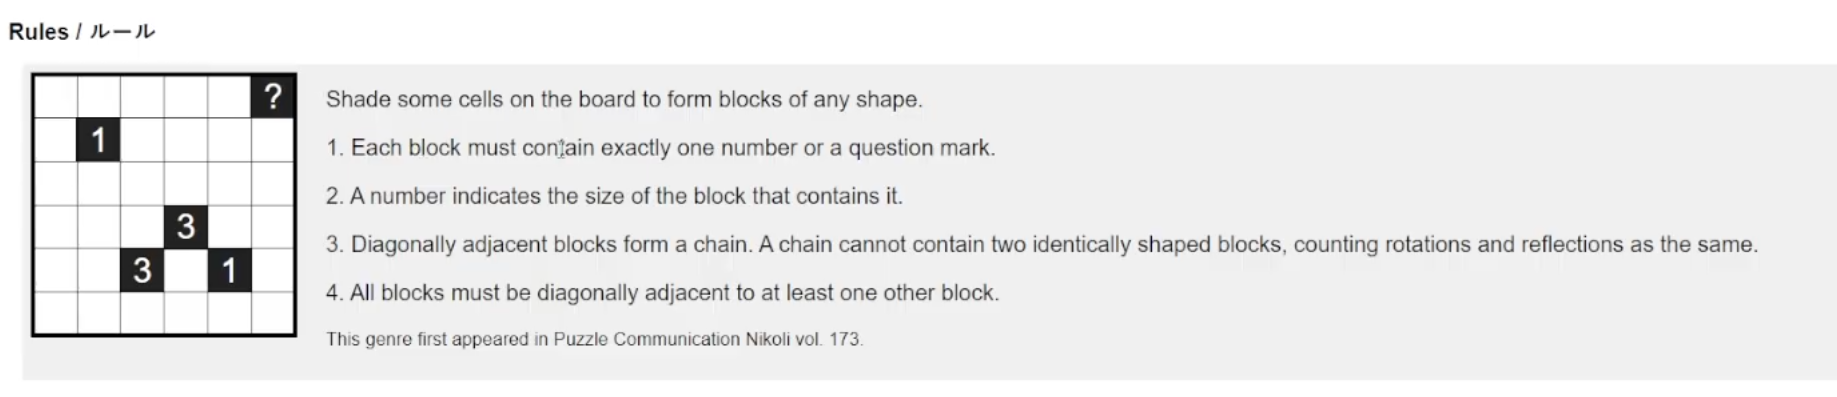 Rules / ルール
?
Shade some cells on the board to form blocks of any shape.
1
1. Each block must contain exactly one number or a question mark.
2. A number indicates the size of the block that contains it.
3
3. Diagonally adjacent blocks form a chain. A chain cannot contain two identically shaped blocks, counting rotations and reflections as the same.
3 1
4. All blocks must be diagonally adjacent to at least one other block.
This genre first appeared in Puzzle Communication Nikoli vol. 173.